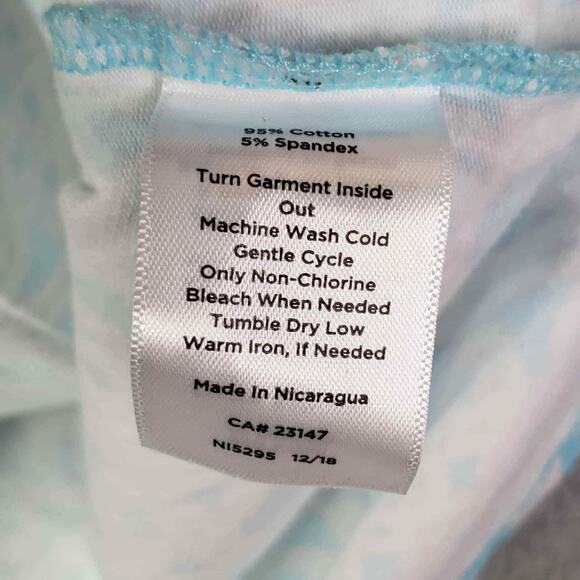 95% Cotton
5% Spandex
Turn Garment Inside
Out
Machine Wash Cold
Gentle Cycle
Only Non-Chlorine
Bleach When Needed
Tumble Dry Low
Warm Iron, If Needed
Made In Nicaragua
CA# 23147
NI5295 12/18